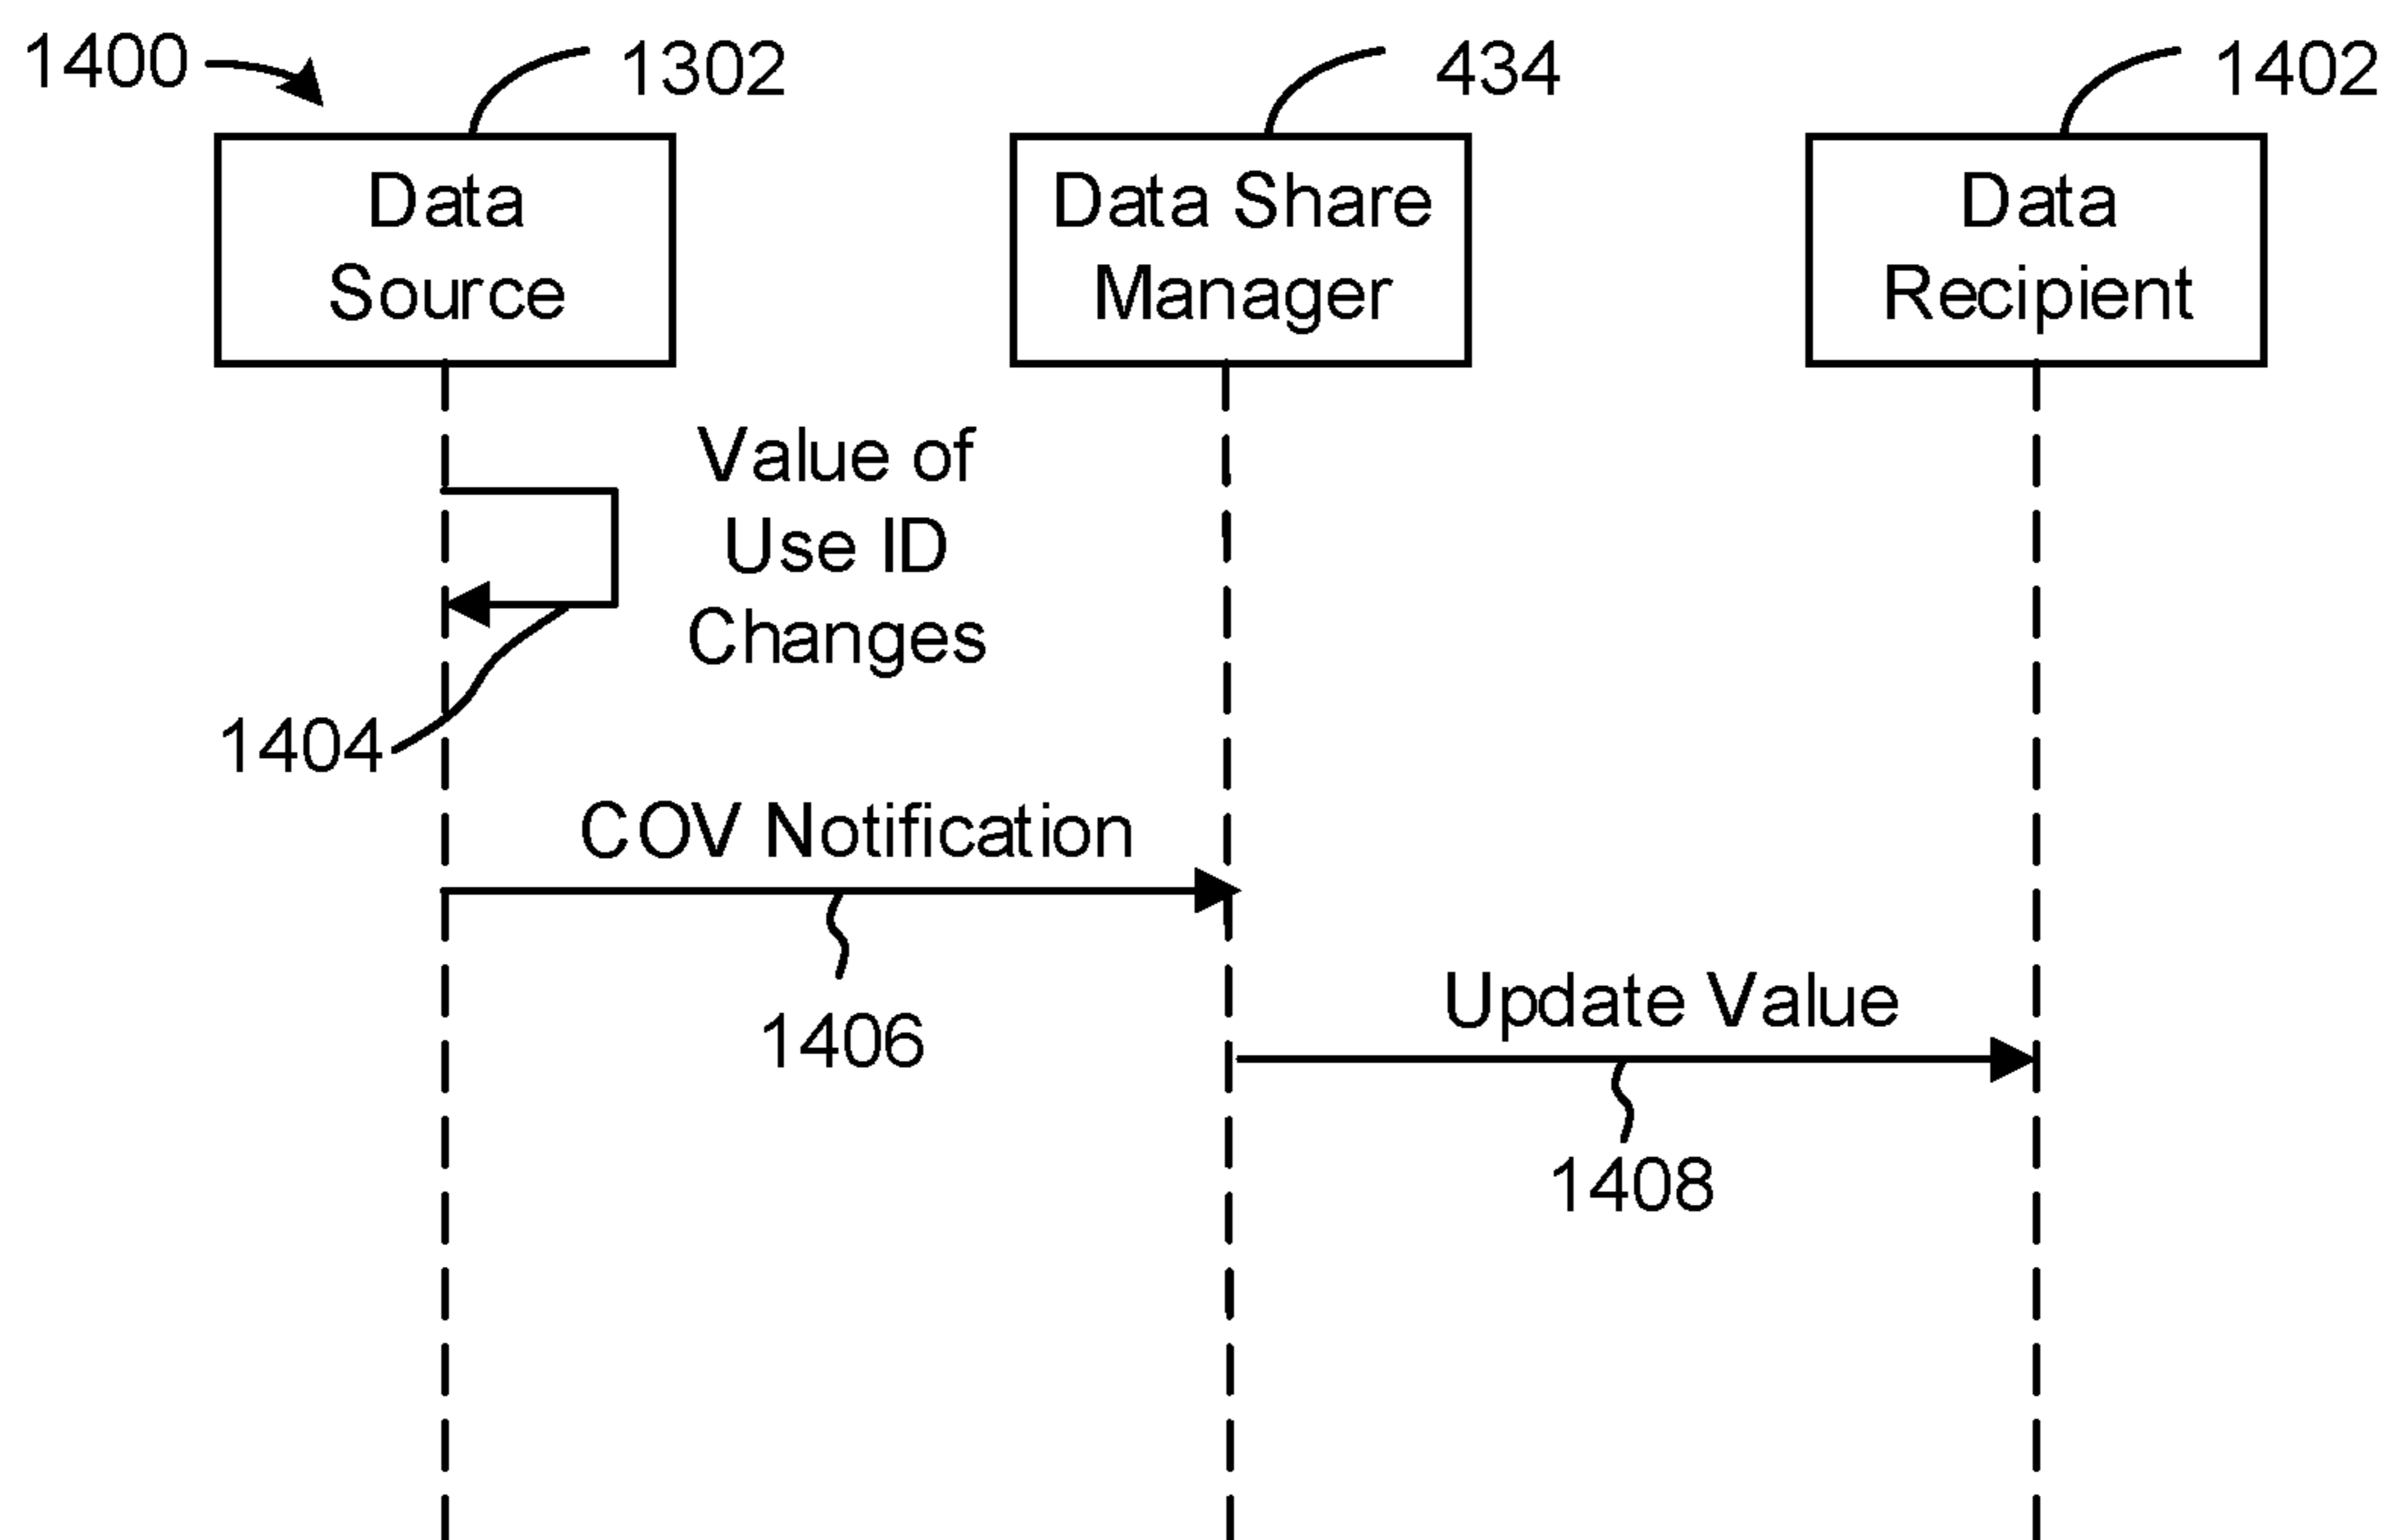 1400
1302
434
1402
Data
Source
Data Share
Manager
Data
Recipient
Value of
Use ID
Changes
1404
COV Notification
1406
Update Value
1408